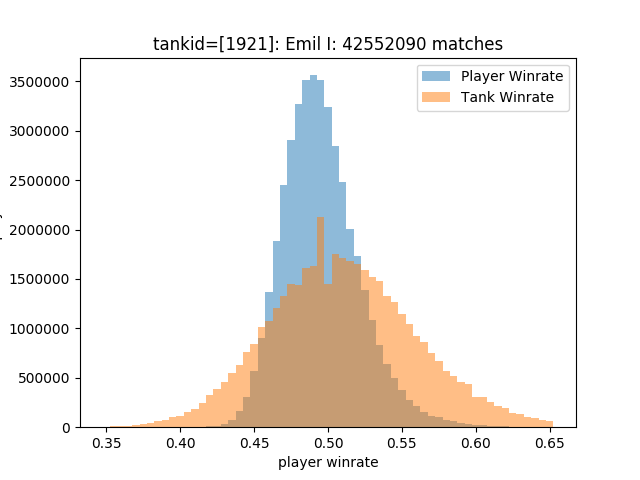 tankid=[1921]: Emil I: 42552090 matches
Player Winrate
Tank Winrate
3500000
3000000
2500000
2000000
1500000
1000000
500000
0
0.35 0.40 0.45 0.50 0.55 0.60 0.65
player winrate